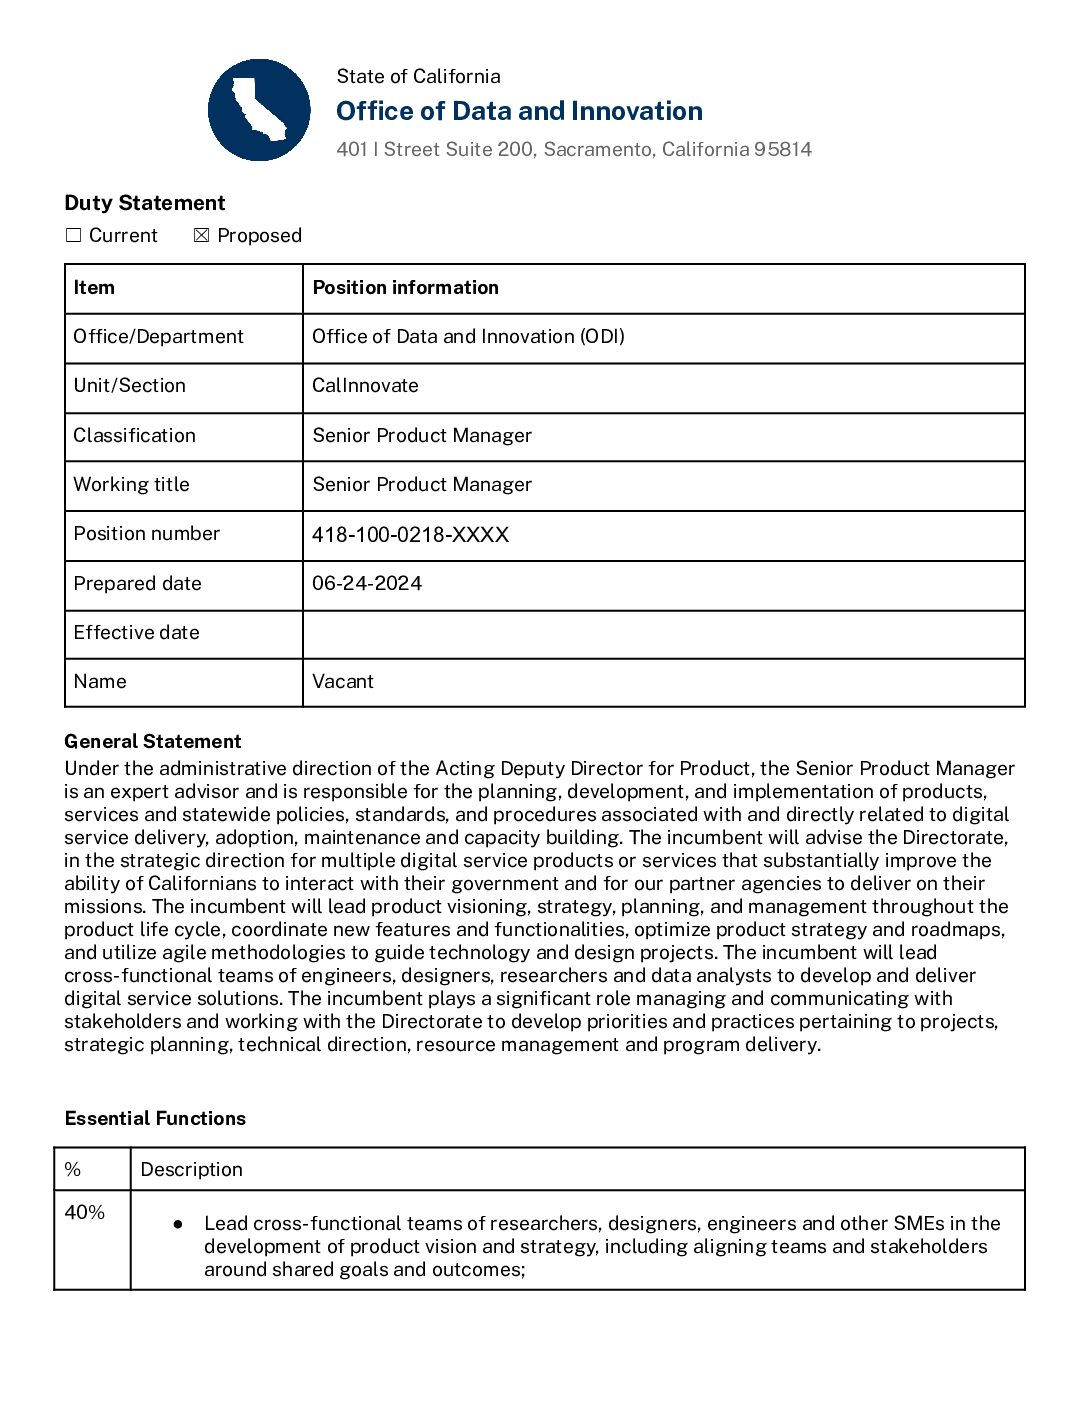 State of California
Office of Data and Innovation
401 I Street Suite 200, Sacramento, California 95814
Duty Statement
☐ Current ☒ Proposed
Item Position information
Office/Department Office of Data and Innovation (ODI)
Unit/Section CalInnovate
Classification Senior Product Manager
Working title Senior Product Manager
Position number 418-100-0218-XXXX
Prepared date 06-24-2024
Effective date
Name Vacant
General Statement
Under the administrative direction of the Acting Deputy Director for Product, the Senior Product Manager
is an expert advisor and is responsible for the planning, development, and implementation of products,
services and statewide policies, standards, and procedures associated with and directly related to digital
service delivery, adoption, maintenance and capacity building. The incumbent will advise the Directorate,
in the strategic direction for multiple digital service products or services that substantially improve the
ability of Californians to interact with their government and for our partner agencies to deliver on their
missions. The incumbent will lead product visioning, strategy, planning, and management throughout the
product life cycle, coordinate new features and functionalities, optimize product strategy and roadmaps,
and utilize agile methodologies to guide technology and design projects. The incumbent will lead
cross-functional teams of engineers, designers, researchers and data analysts to develop and deliver
digital service solutions. The incumbent plays a significant role managing and communicating with
stakeholders and working with the Directorate to develop priorities and practices pertaining to projects,
strategic planning, technical direction, resource management and program delivery.
Essential Functions
% Description
40% ● Lead cross-functional teams of researchers, designers, engineers and other SMEs in the
development of product vision and strategy, including aligning teams and stakeholders
around shared goals and outcomes;